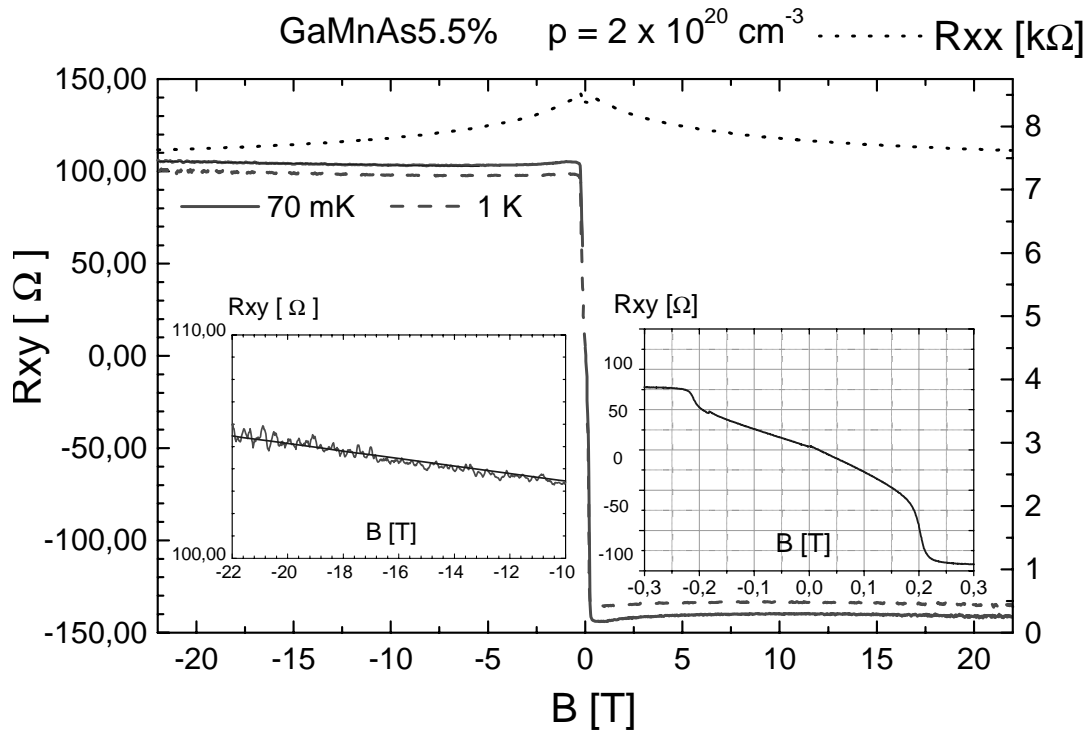 GaMnAs5.5% p = 2 x 10²⁰ cm⁻³ ······· Rxx [kΩ]
150,00
100,00
50,00
0,00
-50,00
-100,00
-150,00
Rxy [ Ω ]
70 mK 1 K
Rxy [ Ω ]
110,00
100,00
B [T]
-22 -20 -18 -16 -14 -12 -10
Rxy [Ω]
100
50
0
-50
-100
B [T]
-0,3 -0,2 -0,1 0,0 0,1 0,2 0,3
8
7
6
5
4
3
2
1
0
-20 -15 -10 -5 0 5 10 15 20
B [T]